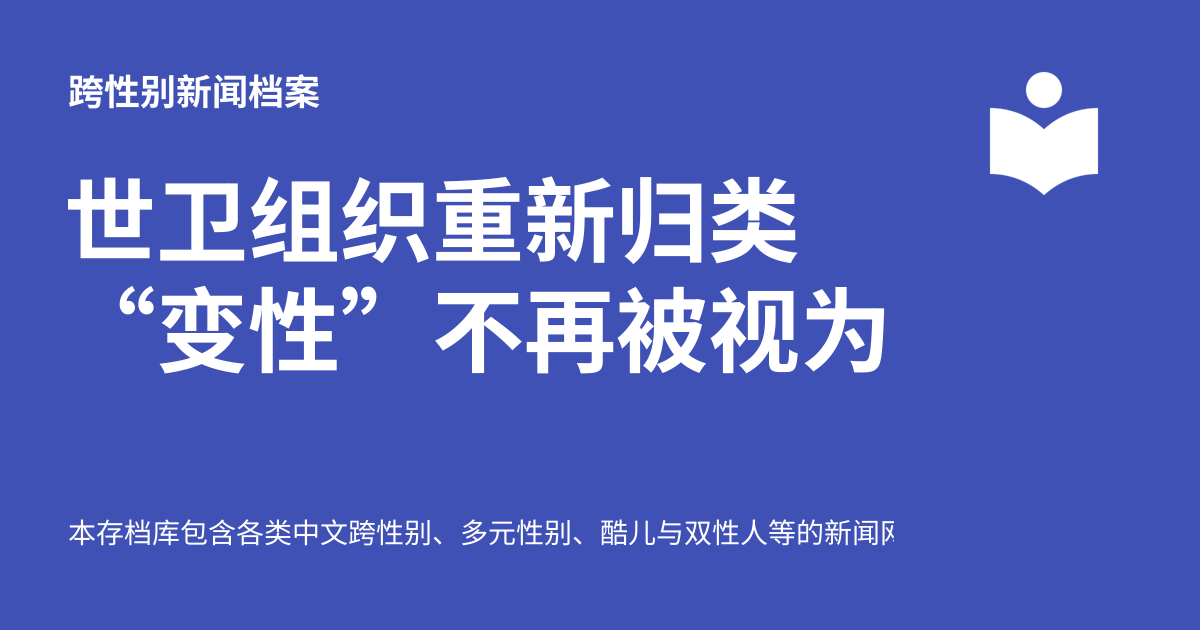 跨性别新闻档案
世卫组织重新归类
“变性”不再被视为
本存档库包含各类中文跨性别、多元性别、酷儿与双性人等的新闻